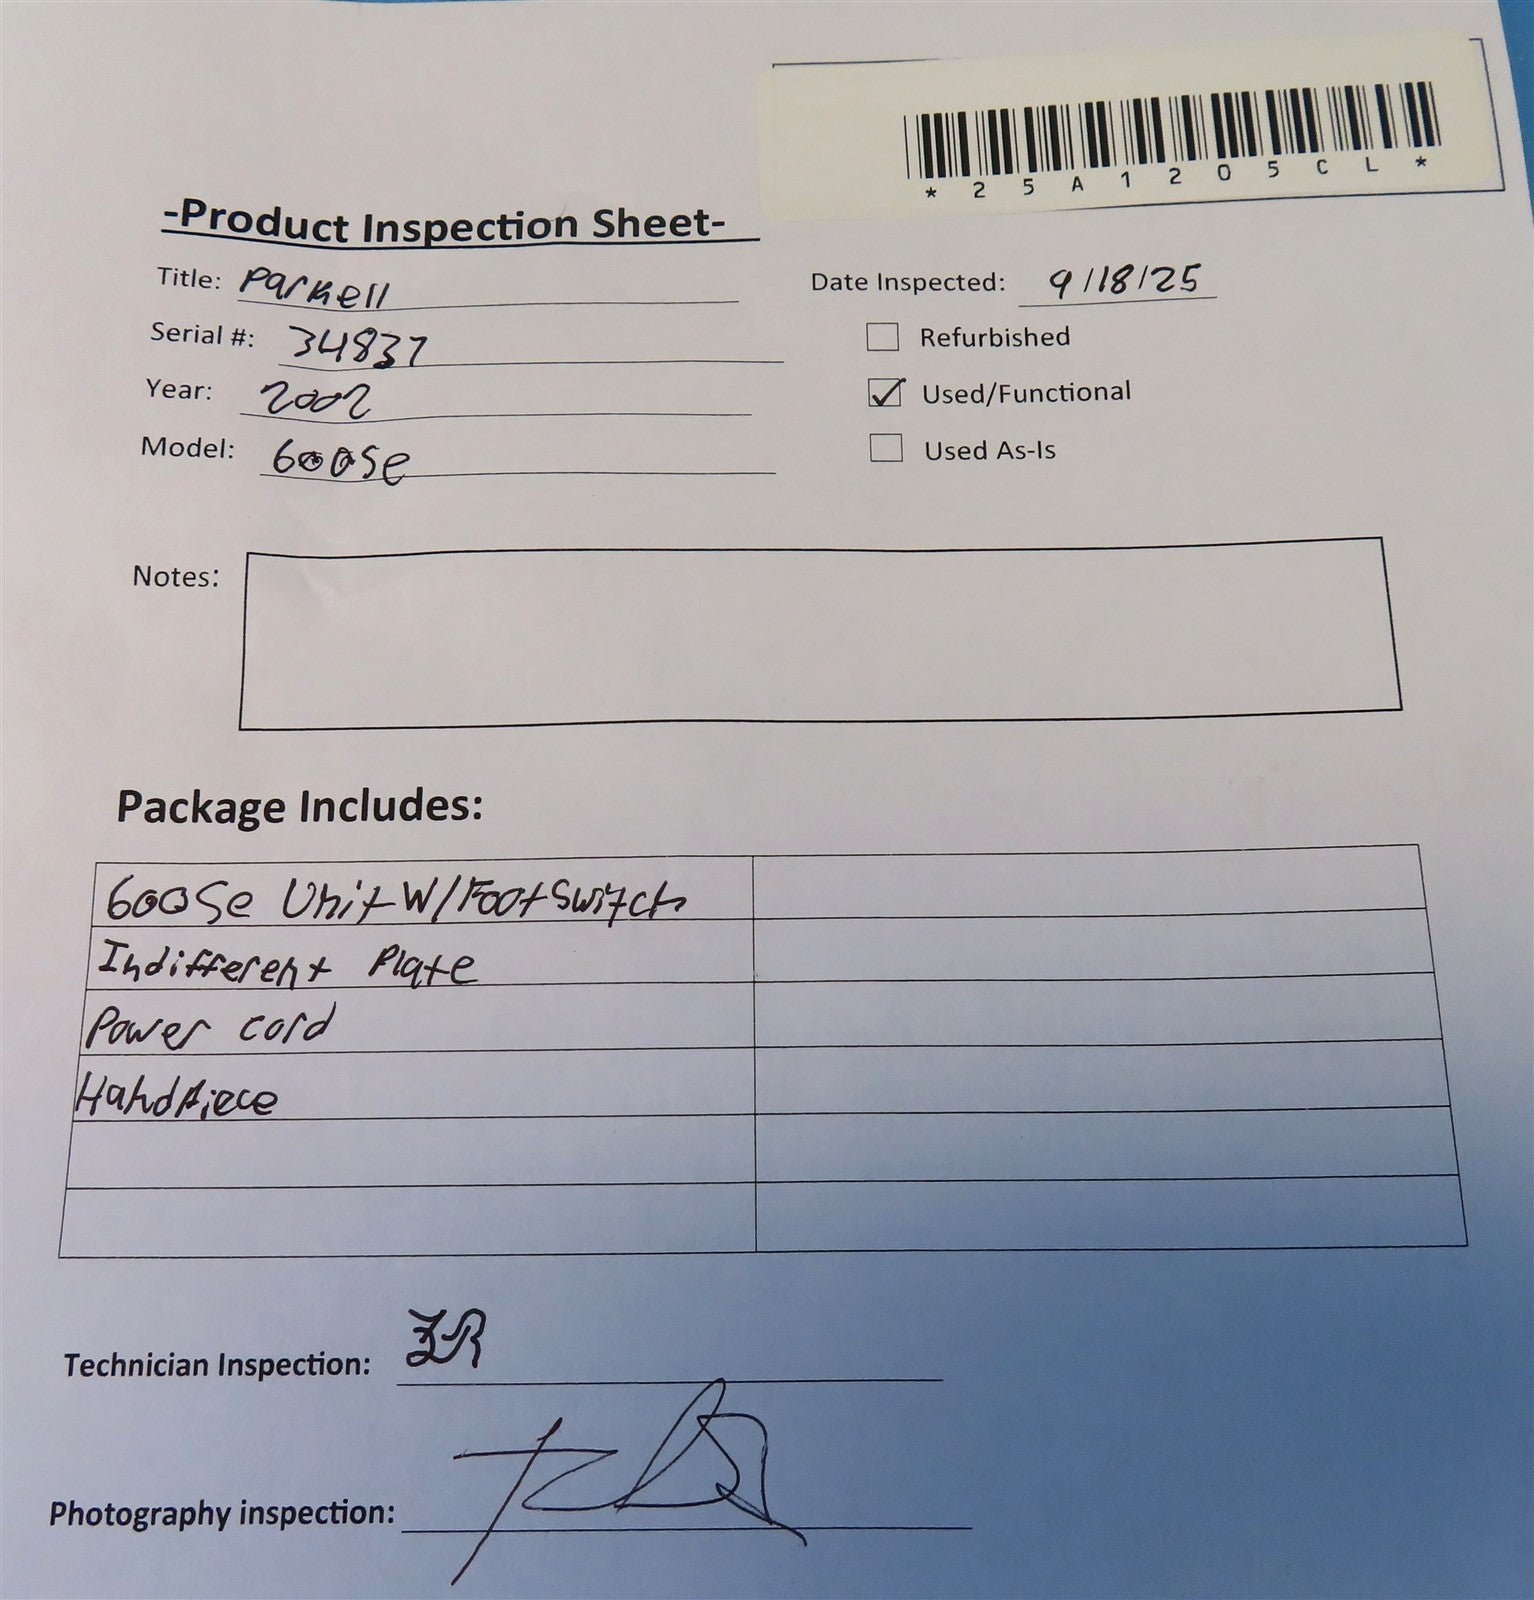 *25A1205CL*
-Product Inspection Sheet-
Title: Parkell
Date Inspected: 9/18/25
Serial #: 34837
Refurbished
Year: 2002
Used/Functional
Model: 600Se
Used As-Is
Notes:
Package Includes:
600Se Unit W/Footswitch
Indifferent Plate
Power cord
Handpiece
Technician Inspection: ZR
Photography inspection: